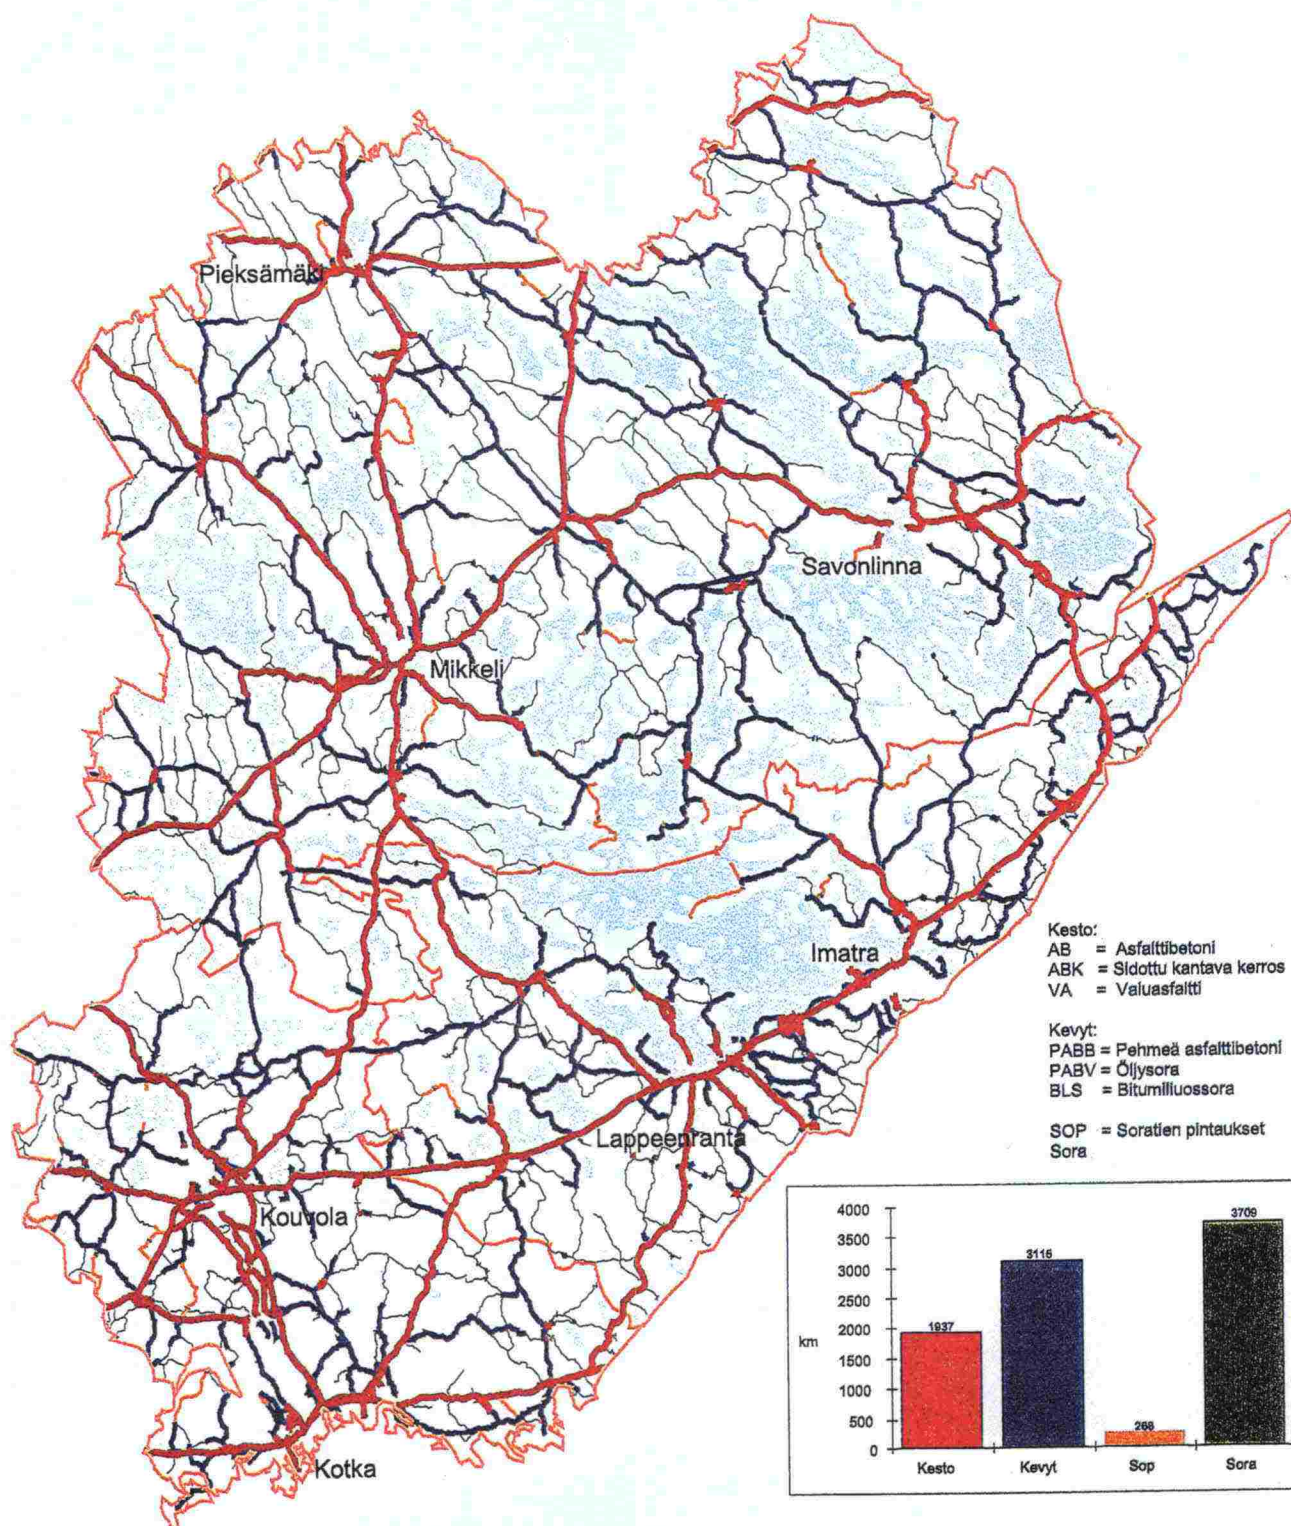 Pieksämäki
Savonlinna
Mikkeli
Imatra
Lappeenranta
Kouvola
Kotka
Kesto:
AB = Asfalttibetoni
ABK = Sidottu kantava kerros
VA = Valuasfaltti
Kevyt:
PABB = Pehmeä asfalttibetoni
PABV = Öljysora
BLS = Bitumiliuossora
SOP = Soratien pintaukset
Sora
4000
3500
3000
2500
2000
1500
1000
500
0
km
1937
3116
268
3709
Kesto
Kevyt
Sop
Sora